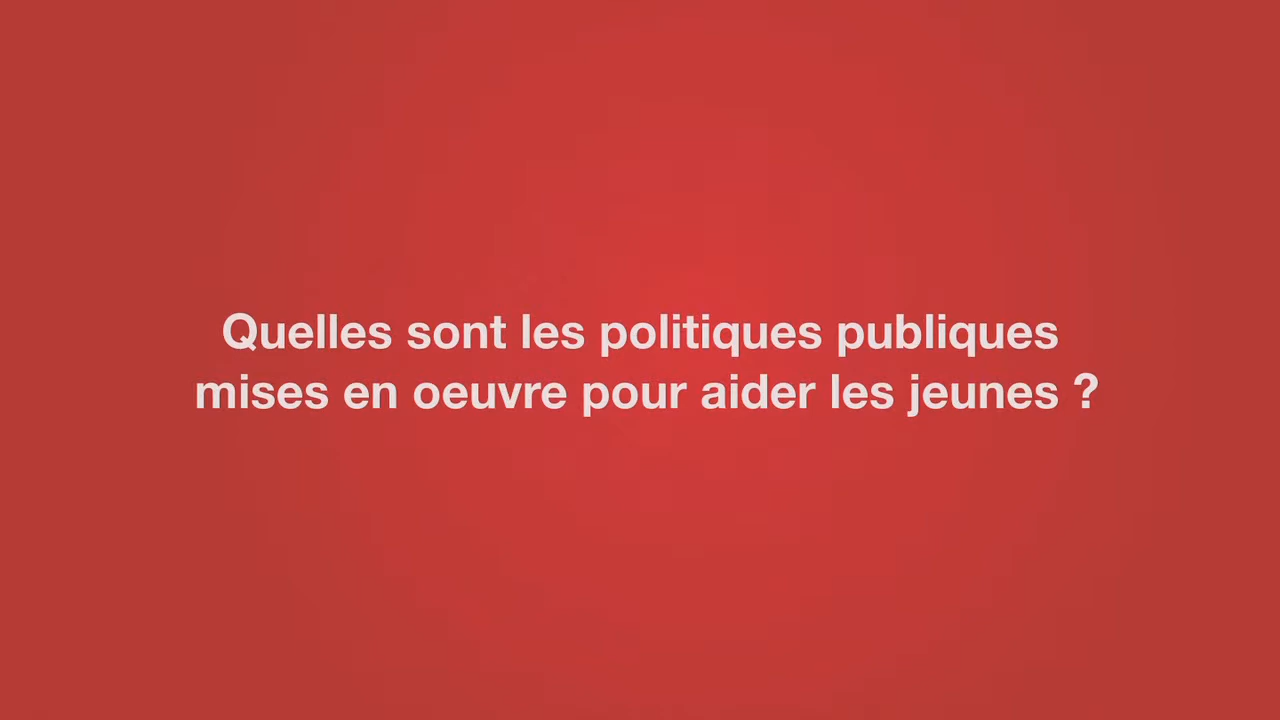 Quelles sont les politiques publiques
mises en oeuvre pour aider les jeunes ?